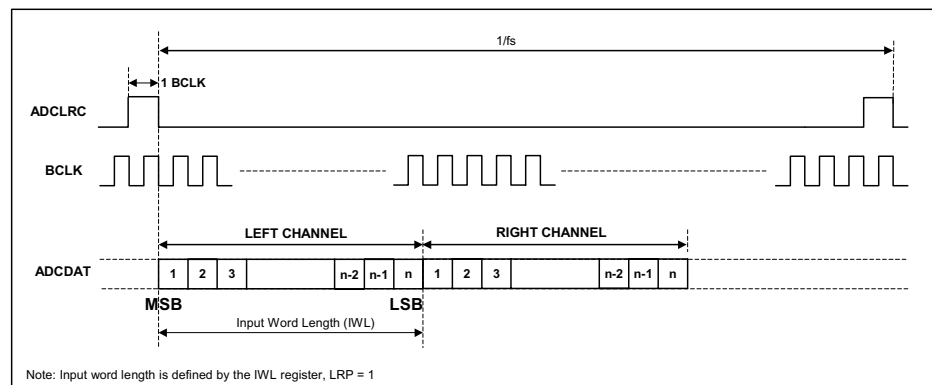 1/fs
1 BCLK
ADCLRC
BCLK
LEFT CHANNEL RIGHT CHANNEL
ADCDAT 1 2 3 n-2 n-1 n 1 2 3 n-2 n-1 n
MSB LSB
Input Word Length (IWL)
Note: Input word length is defined by the IWL register, LRP = 1